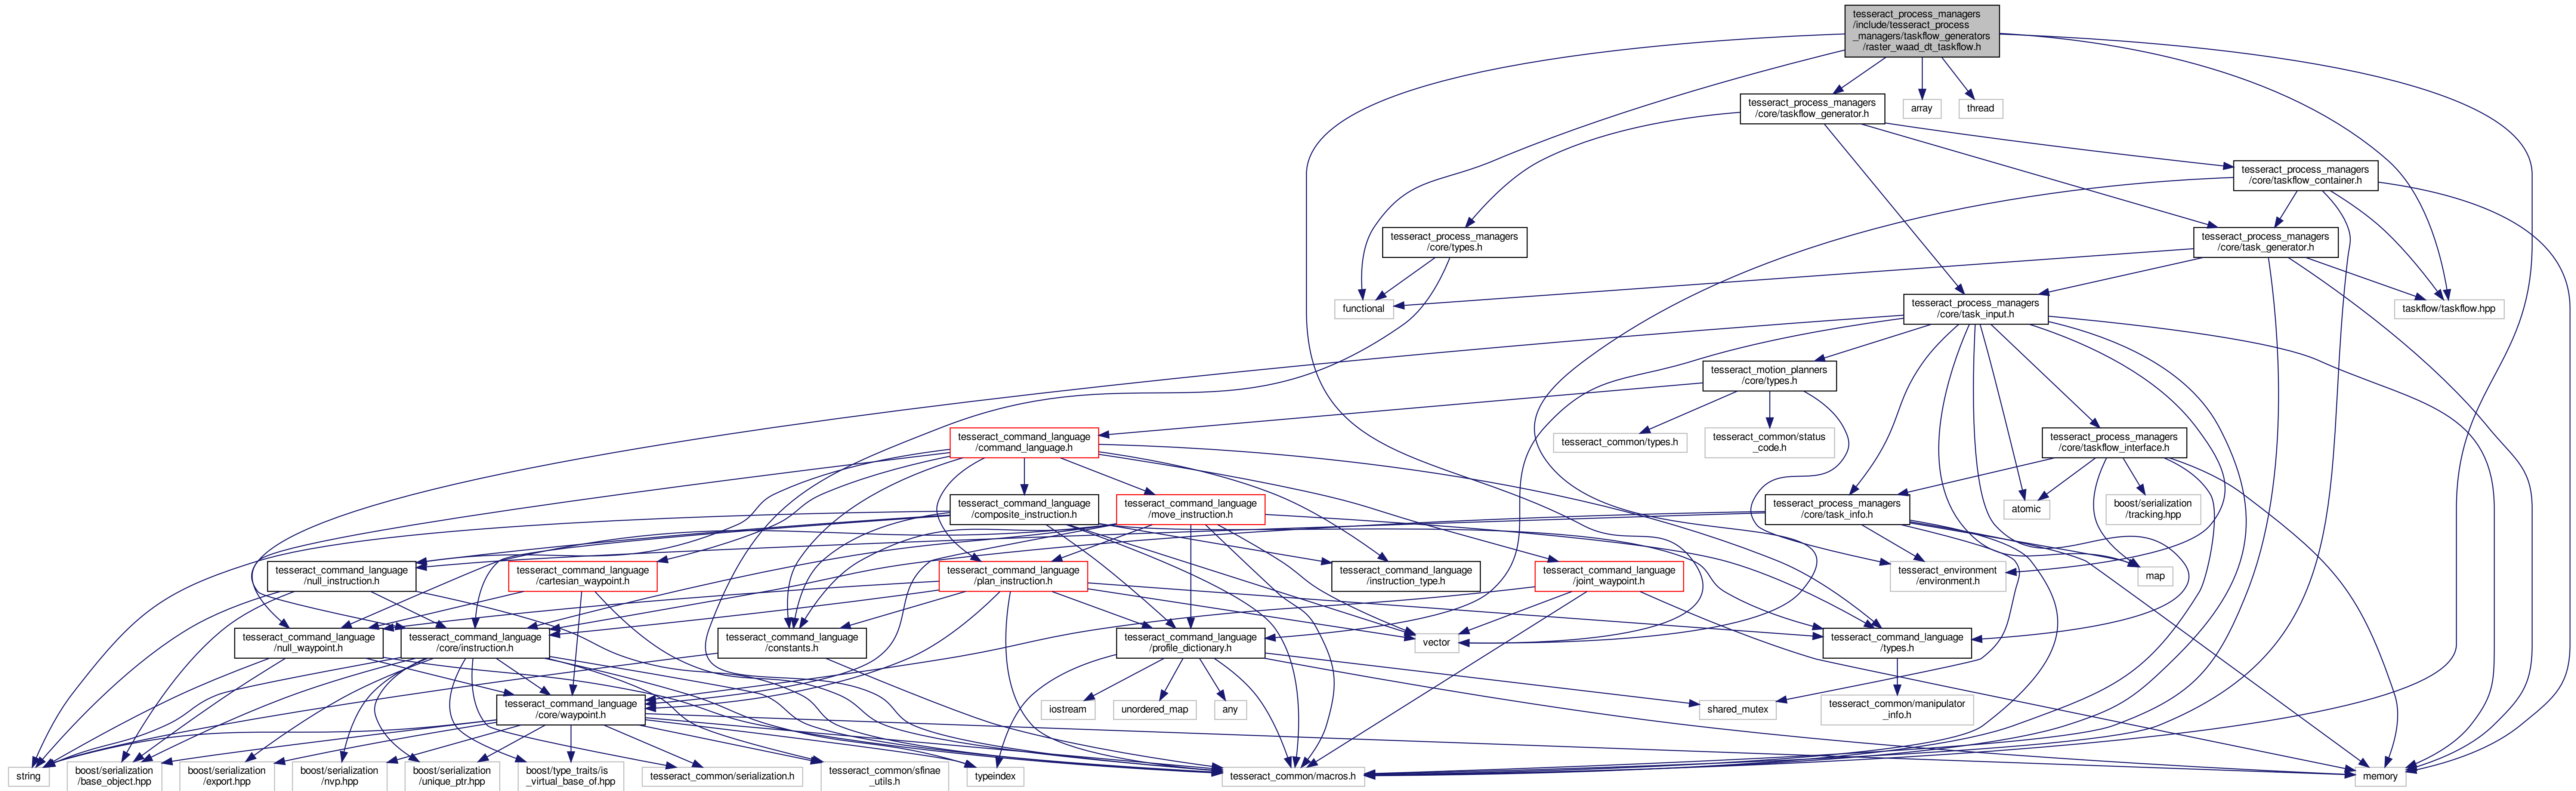 tesseract_process_managers
/include/tesseract_process
_managers/taskflow_generators
/raster_waad_dt_taskflow.h
tesseract_process_managers
/core/taskflow_generator.h
array
thread
tesseract_process_managers
/core/taskflow_container.h
tesseract_process_managers
/core/types.h
tesseract_process_managers
/core/task_generator.h
functional
tesseract_process_managers
/core/task_input.h
taskflow/taskflow.hpp
tesseract_motion_planners
/core/types.h
tesseract_command_language
/command_language.h
tesseract_common/types.h
tesseract_common/status
_code.h
tesseract_process_managers
/core/taskflow_interface.h
tesseract_command_language
/composite_instruction.h
tesseract_command_language
/move_instruction.h
tesseract_process_managers
/core/task_info.h
atomic
boost/serialization
/tracking.hpp
tesseract_command_language
/null_instruction.h
tesseract_command_language
/cartesian_waypoint.h
tesseract_command_language
/plan_instruction.h
tesseract_command_language
/instruction_type.h
tesseract_command_language
/joint_waypoint.h
tesseract_environment
/environment.h
map
tesseract_command_language
/null_waypoint.h
tesseract_command_language
/core/instruction.h
tesseract_command_language
/constants.h
tesseract_command_language
/profile_dictionary.h
vector
tesseract_command_language
/types.h
tesseract_command_language
/core/waypoint.h
iostream
unordered_map
any
shared_mutex
tesseract_common/manipulator
_info.h
string
boost/serialization
/base_object.hpp
boost/serialization
/export.hpp
boost/serialization
/nvp.hpp
boost/serialization
/unique_ptr.hpp
boost/type_traits/is
_virtual_base_of.hpp
tesseract_common/serialization.h
tesseract_common/sfinae
_utils.h
typeindex
tesseract_common/macros.h
memory